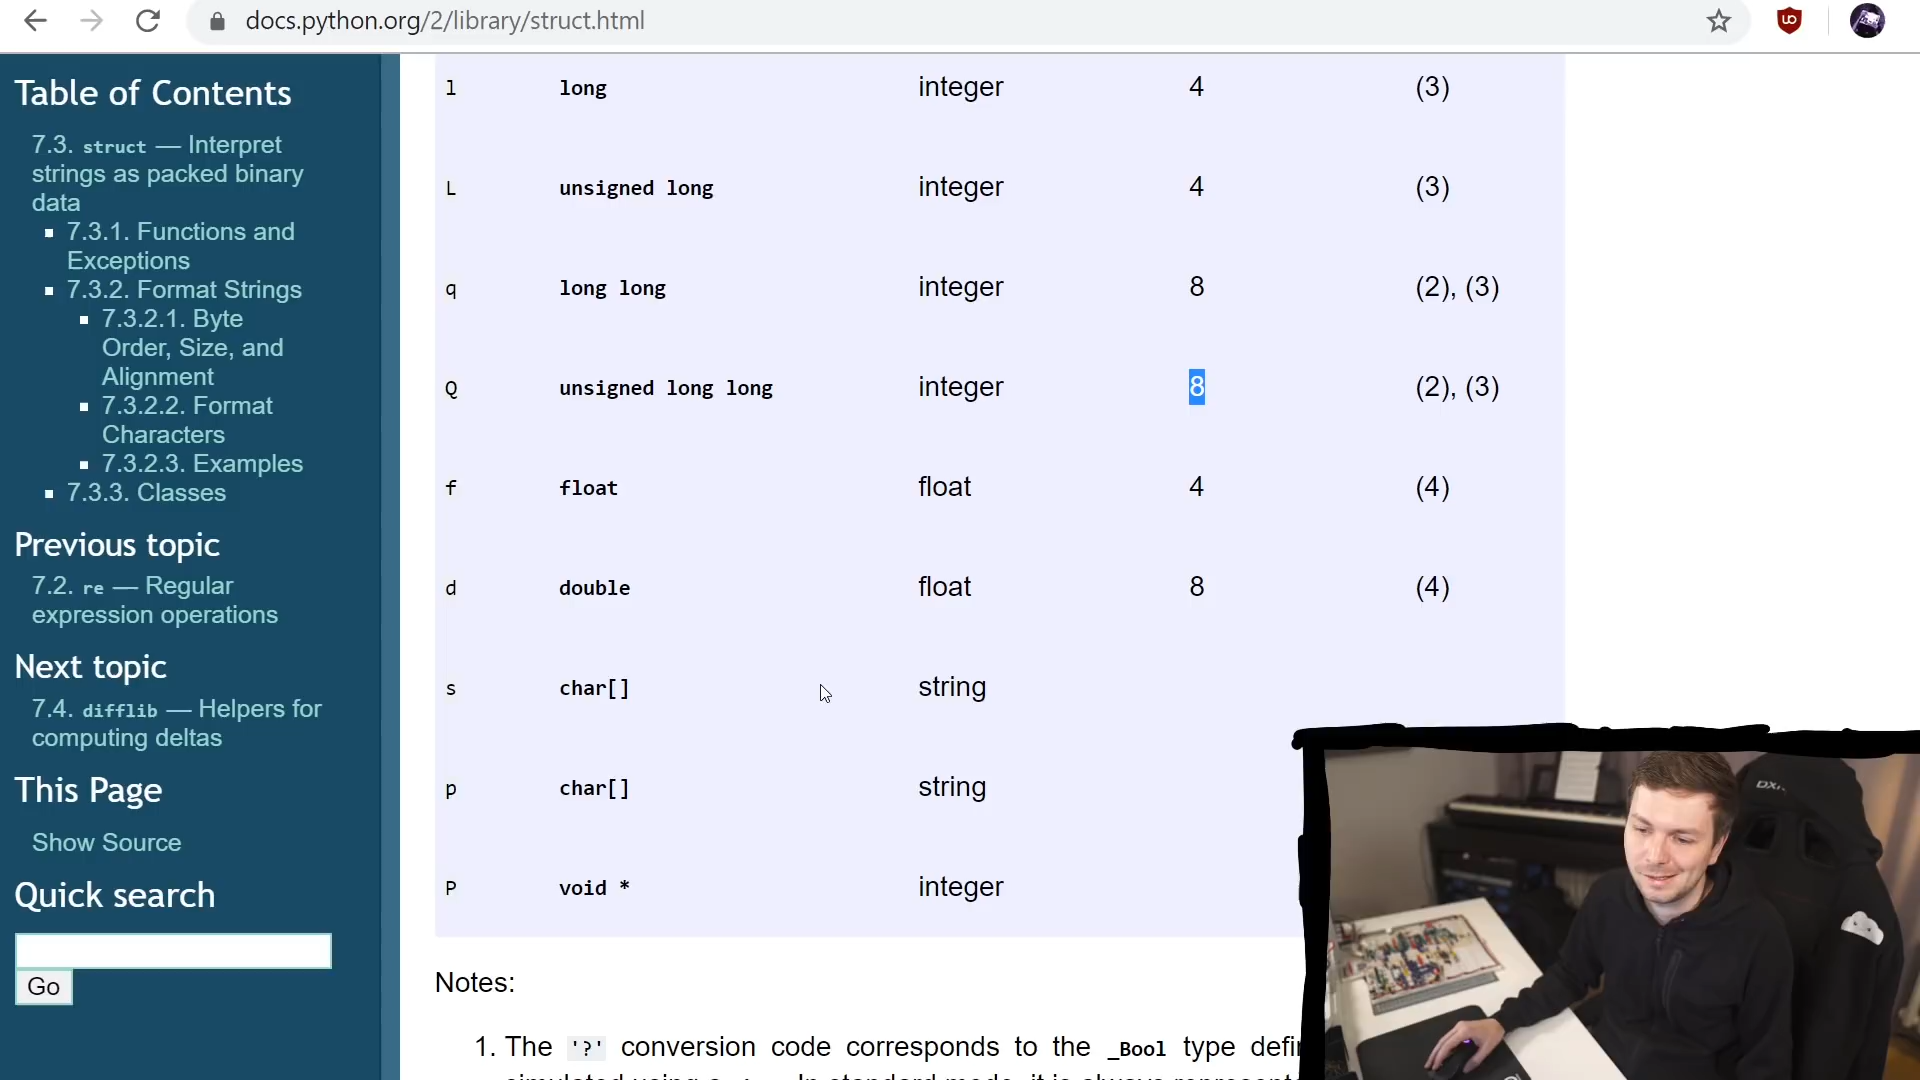 docs.python.org/2/library/struct.html
Table of Contents
7.3. struct — Interpret
strings as packed binary
data
7.3.1. Functions and
Exceptions
7.3.2. Format Strings
7.3.2.1. Byte
Order, Size, and
Alignment
7.3.2.2. Format
Characters
7.3.2.3. Examples
7.3.3. Classes
Previous topic
7.2. re — Regular
expression operations
Next topic
7.4. difflib — Helpers for
computing deltas
This Page
Show Source
Quick search
Go
l long integer 4 (3)
L unsigned long integer 4 (3)
q long long integer 8 (2), (3)
Q unsigned long long integer 8 (2), (3)
f float float 4 (4)
d double float 8 (4)
s char[] string
p char[] string
P void * integer
Notes:
1. The '?' conversion code corresponds to the _Bool type defi